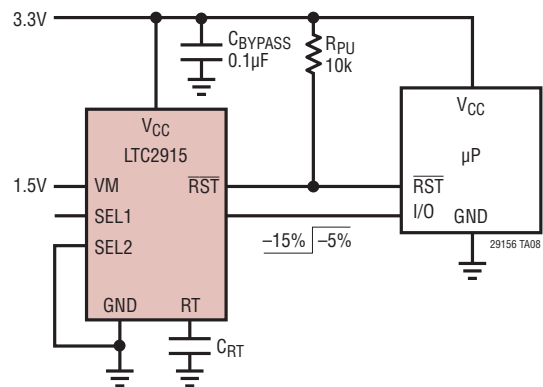 3.3V
CBYPASS
0.1µF
RPU
10k
VCC
LTC2915
1.5V
VM
RST
SEL1
SEL2
GND
RT
CRT
VCC
µP
RST
I/O
GND
–15%
–5%
29156 TA08